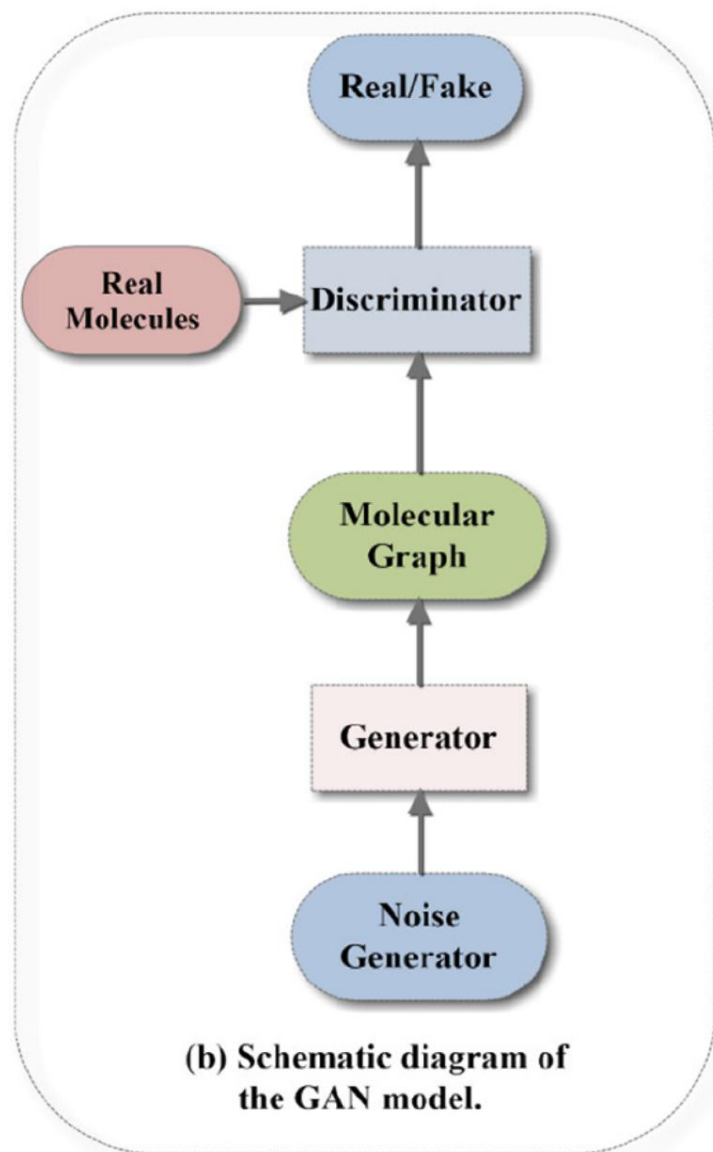 Real/Fake
Real
Molecules
Discriminator
Molecular
Graph
Generator
Noise
Generator
(b) Schematic diagram of
the GAN model.